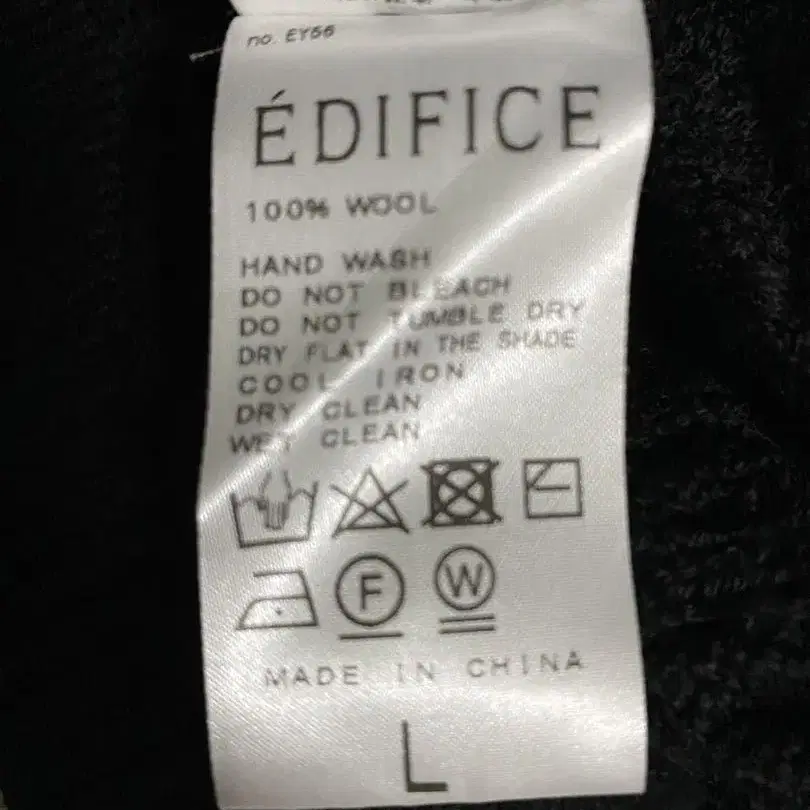 no. EY56
ÉDIFICE
100% WOOL
HAND WASH
DO NOT BLEACH
DO NOT TUMBLE DRY
DRY FLAT IN THE SHADE
COOL IRON
DRY CLEAN
WET CLEAN
F W
MADE IN CHINA
L